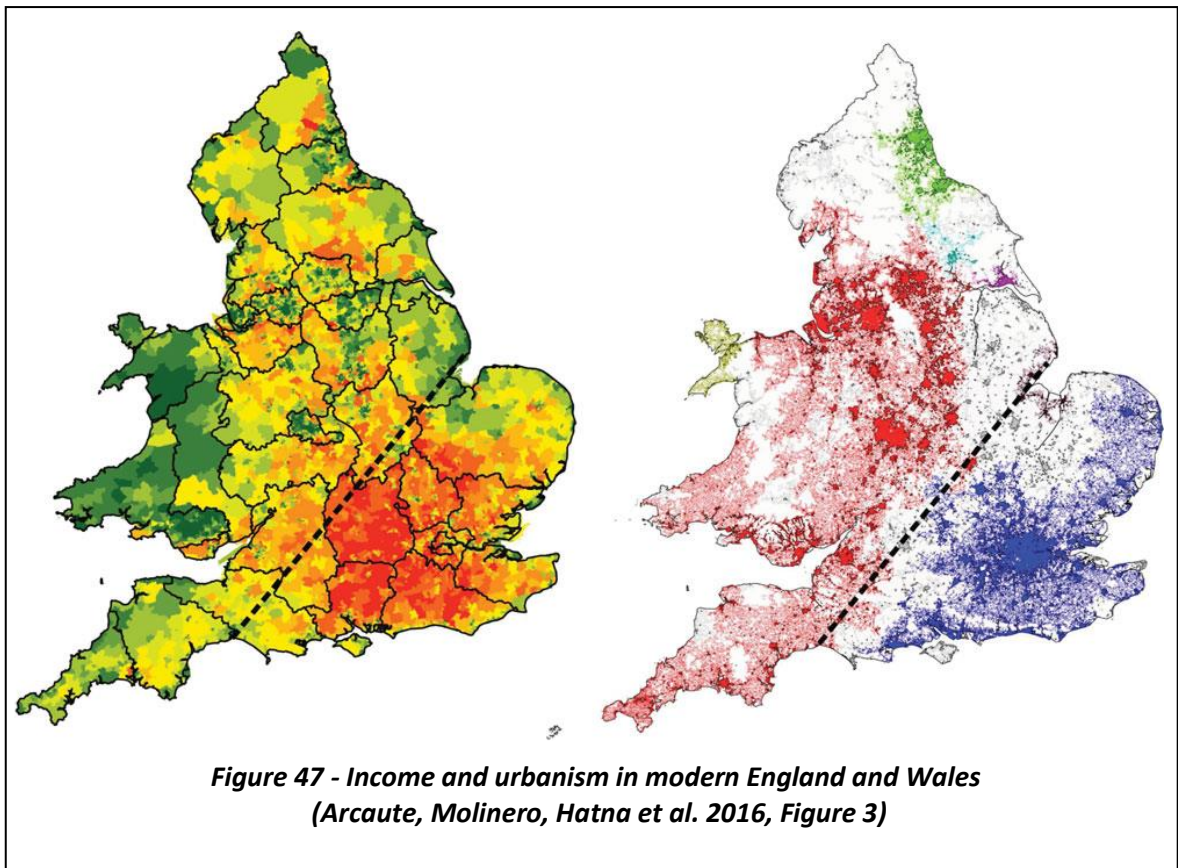 Figure 47 - Income and urbanism in modern England and Wales
(Arcaute, Molinero, Hatna et al. 2016, Figure 3)